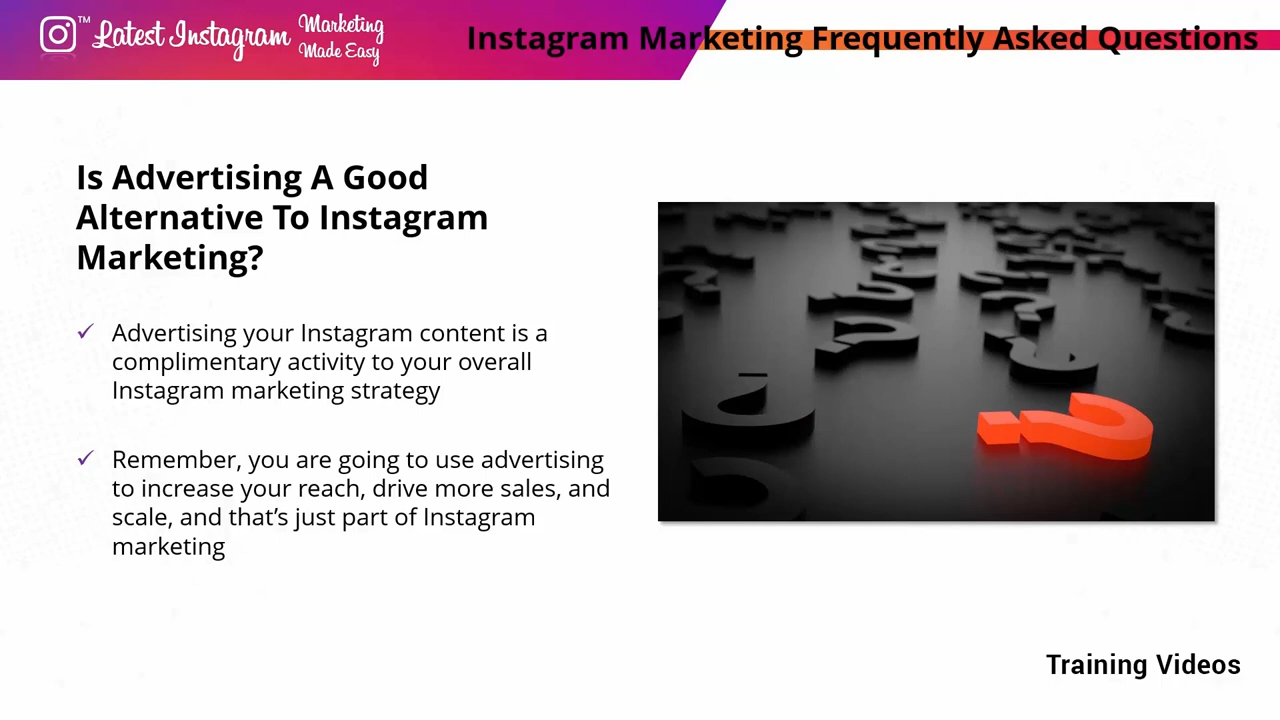 TM
Latest Instagram
Marketing
Made Easy
Instagram Marketing Frequently Asked Questions
Is Advertising A Good
Alternative To Instagram
Marketing?
✓ Advertising your Instagram content is a
complimentary activity to your overall
Instagram marketing strategy
✓ Remember, you are going to use advertising
to increase your reach, drive more sales, and
scale, and that’s just part of Instagram
marketing
Training Videos